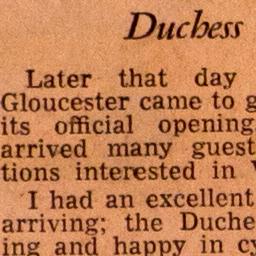 Duchess
Later that day
Gloucester came to g
its official opening
arrived many guest
tions interested in
I had an excellent
arriving; the Duche
ing and happy in cy